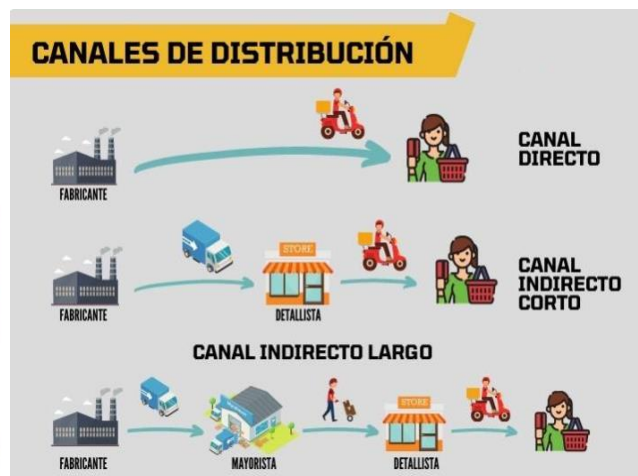 CANALES DE DISTRIBUCIÓN
FABRICANTE
CANAL
DIRECTO
STORE
FABRICANTE
DETALLISTA
CANAL
INDIRECTO
CORTO
CANAL INDIRECTO LARGO
STORE
FABRICANTE
MAYORISTA
DETALLISTA